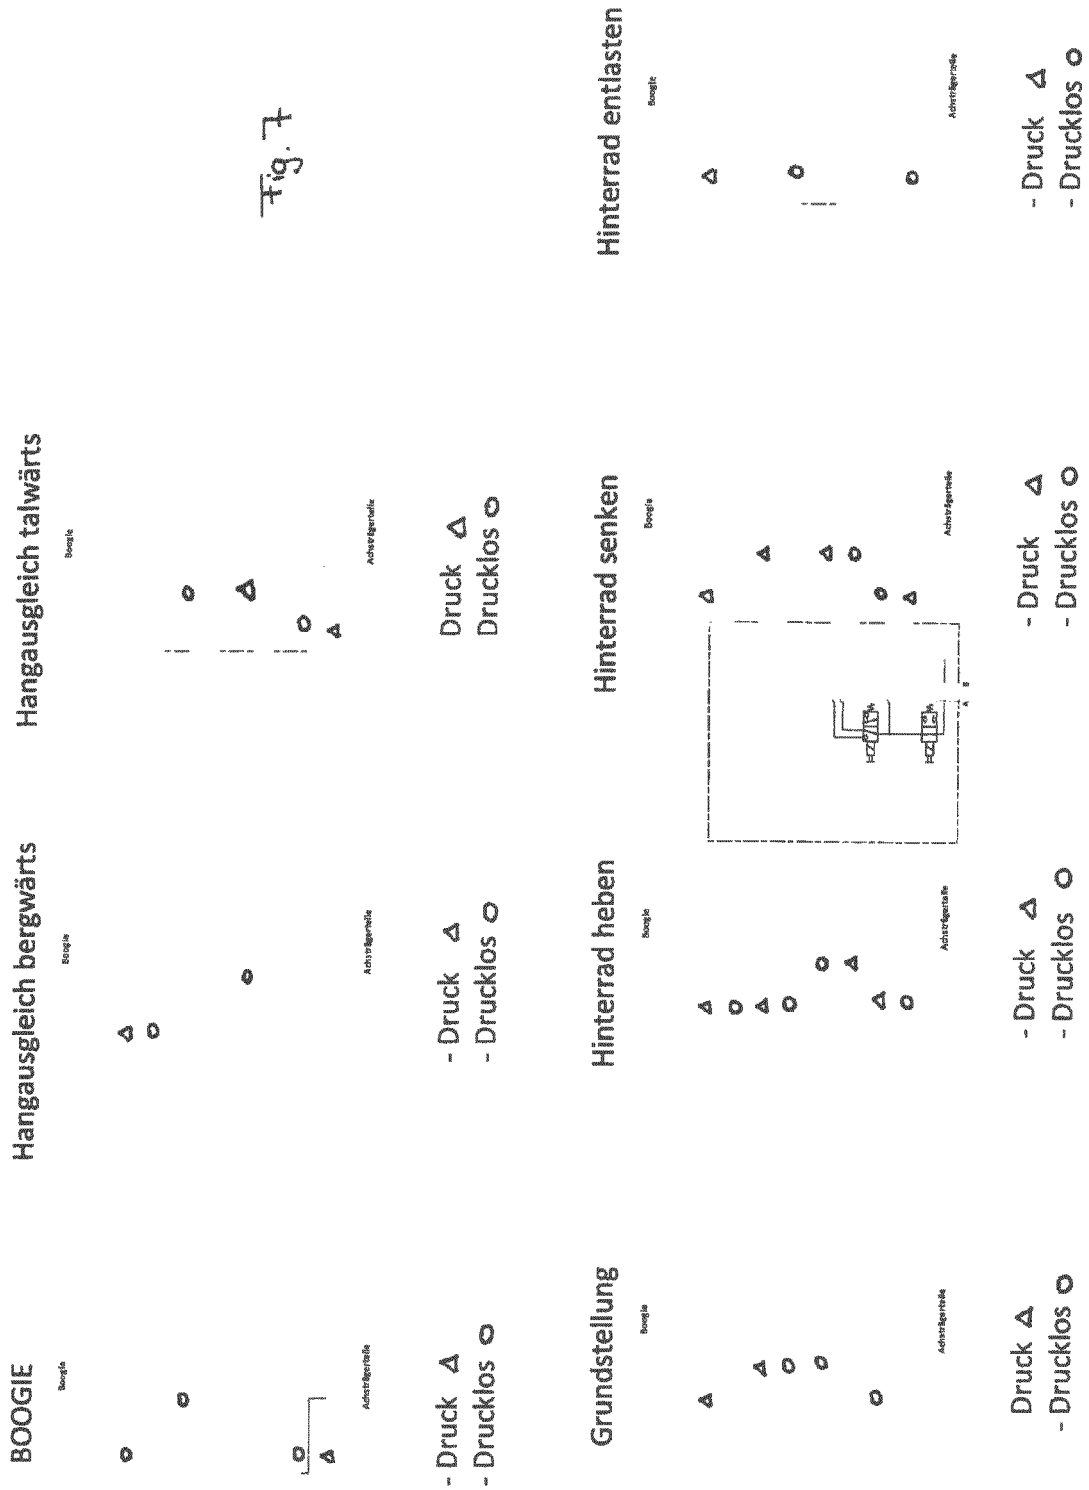 Fig. 7
BOOGIE
Boogie
Achsträgerteile
- Druck
- Drucklos
Hangausgleich bergwärts
Boogie
Achsträgerteile
- Druck
- Drucklos
Hangausgleich talwärts
Boogie
Achsträgerteile
Druck
Drucklos
Grundstellung
Boogie
Achsträgerteile
Druck
- Drucklos
Hinterrad heben
Boogie
Achsträgerteile
- Druck
- Drucklos
Hinterrad senken
Boogie
A B
Achsträgerteile
- Druck
- Drucklos
Hinterrad entlasten
Boogie
Achsträgerteile
- Druck
- Drucklos